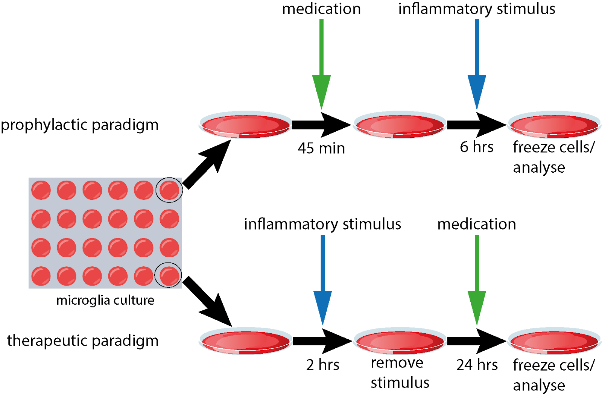 medication
inflammatory stimulus
prophylactic paradigm
45 min
6 hrs
freeze cells/
analyse
microglia culture
inflammatory stimulus
medication
therapeutic paradigm
2 hrs
remove
stimulus
24 hrs
freeze cells/
analyse